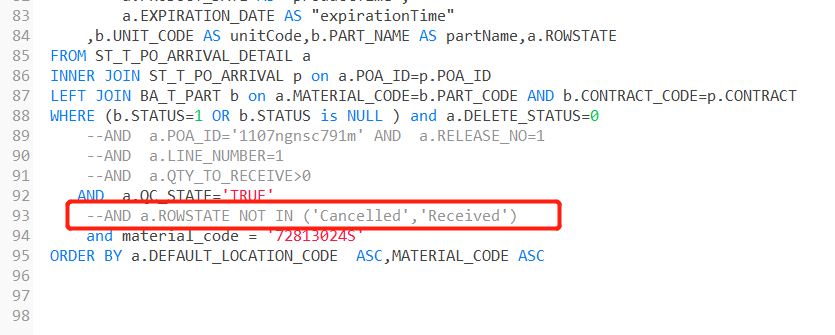 83 a.EXPIRATION_DATE AS "expirationTime"
84 ,b.UNIT_CODE AS unitCode,b.PART_NAME AS partName,a.ROWSTATE
85 FROM ST_T_PO_ARRIVAL_DETAIL a
86 INNER JOIN ST_T_PO_ARRIVAL p on a.POA_ID=p.POA_ID
87 LEFT JOIN BA_T_PART b on a.MATERIAL_CODE=b.PART_CODE AND b.CONTRACT_CODE=p.CONTRACT
88 WHERE (b.STATUS=1 OR b.STATUS is NULL ) and a.DELETE_STATUS=0
89 --AND  a.POA_ID='1107ngnsc791m' AND  a.RELEASE_NO=1
90 --AND  a.LINE_NUMBER=1
91 --AND  a.QTY_TO_RECEIVE>0
92 AND  a.QC_STATE='TRUE'
93 --AND a.ROWSTATE NOT IN ('Cancelled','Received')
94 and material_code = '72813024S'
95 ORDER BY a.DEFAULT_LOCATION_CODE  ASC,MATERIAL_CODE ASC
96
97
98